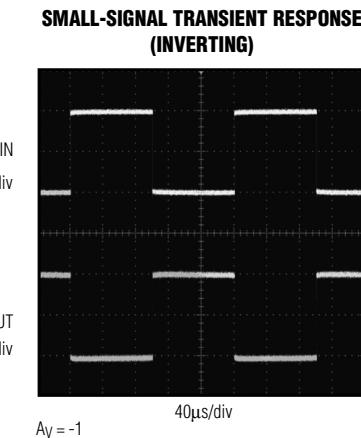 SMALL-SIGNAL TRANSIENT RESPONSE
(INVERTING)
IN
div
UT
div
40μs/div
AV = -1